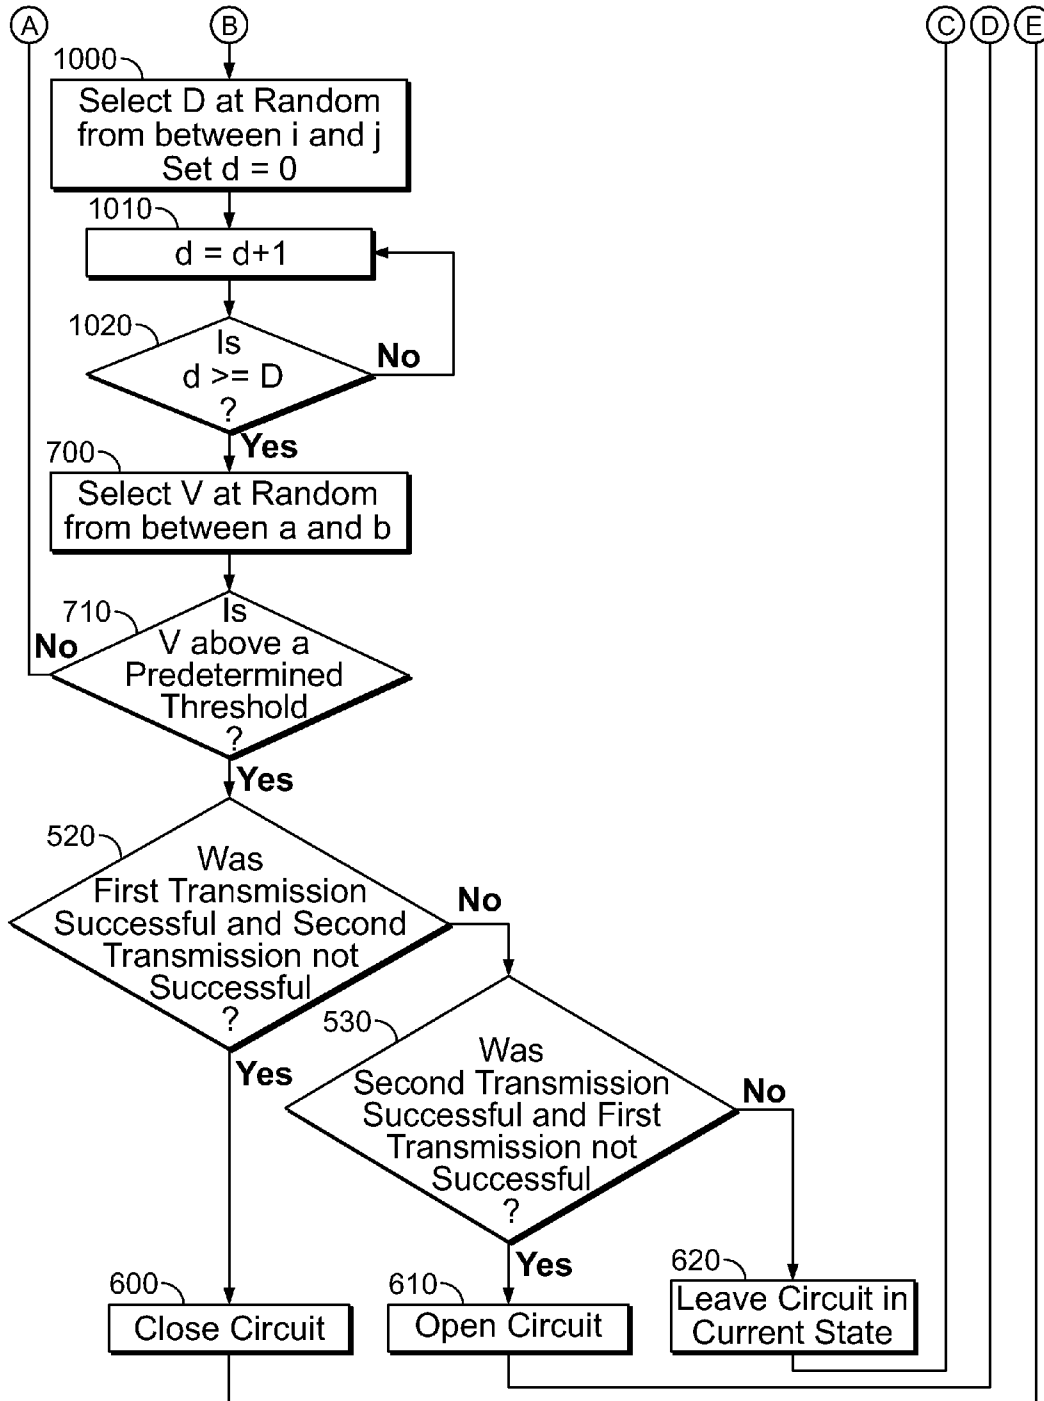 A
B
C
D
E
1000
Select D at Random
from between i and j
Set d = 0
1010
d = d+1
1020
Is
d >= D
?
No
Yes
700
Select V at Random
from between a and b
710
Is
V above a
Predetermined
Threshold
?
No
Yes
520
Was
First Transmission
Successful and Second
Transmission not
Successful
?
No
Yes
530
Was
Second Transmission
Successful and First
Transmission not
Successful
?
No
Yes
600
Close Circuit
610
Open Circuit
620
Leave Circuit in
Current State